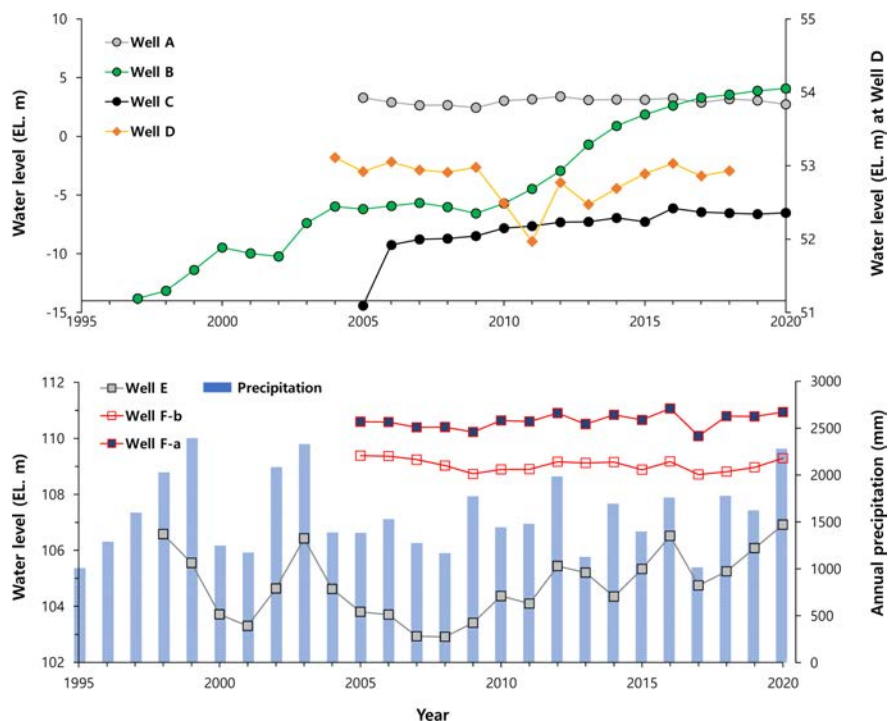 10
5
0
-5
-10
-15
Water level (EL. m)
Well A
Well B
Well C
Well D
55
54
53
52
51
Water level (EL. m) at Well D
1995
2000
2005
2010
2015
2020
112
110
108
106
104
102
Water level (EL. m)
Well E
Precipitation
Well F-b
Well F-a
3000
2500
2000
1500
1000
500
0
Annual precipitation (mm)
1995
2000
2005
2010
2015
2020
Year